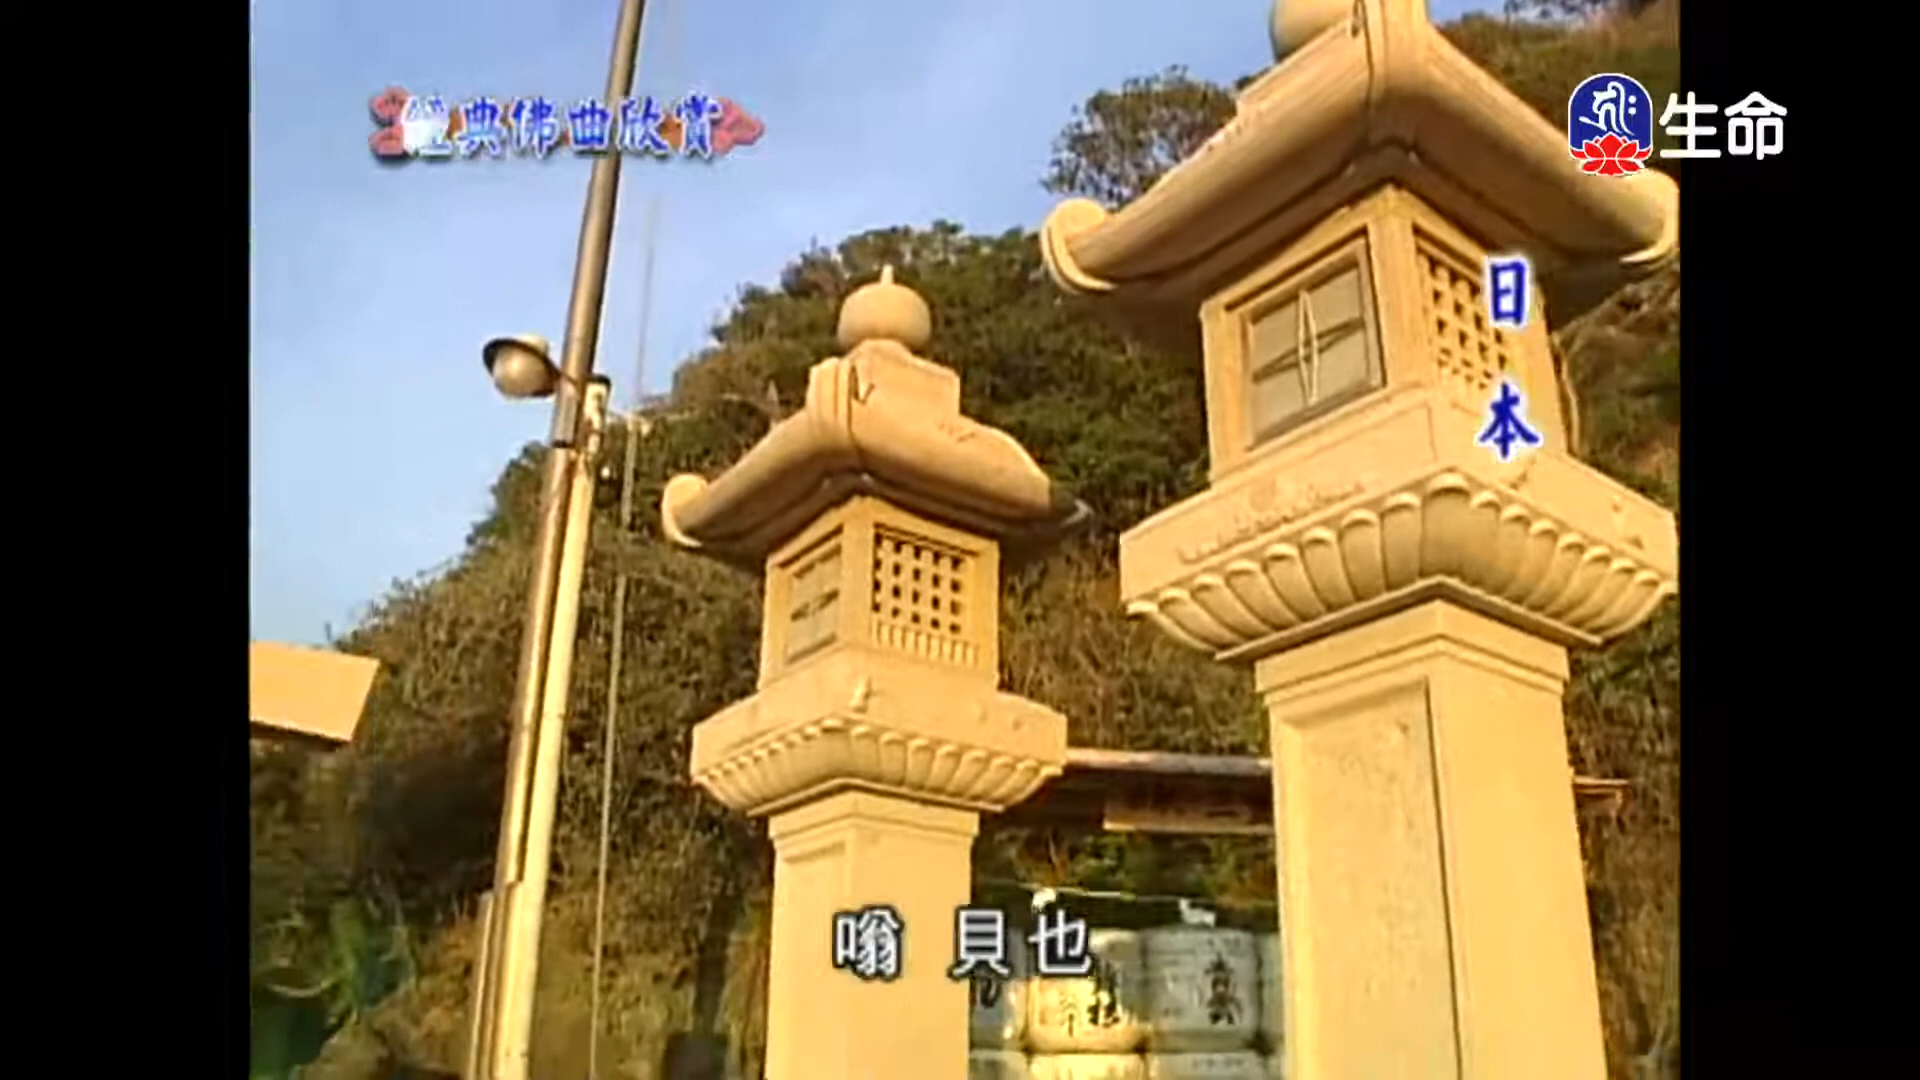 經典佛曲欣賞
生命
日本
嗡 貝也